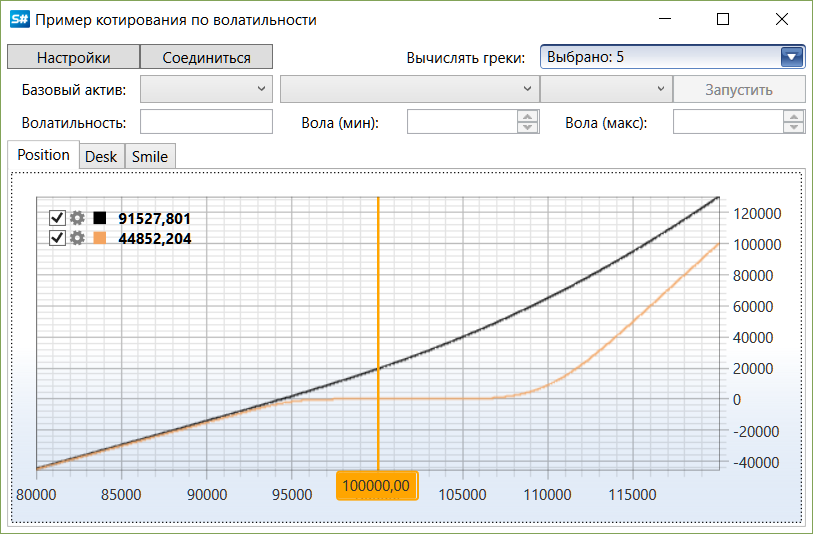 S# Пример котирования по волатильности
Настройки Соединиться Вычислять греки: Выбрано: 5
Базовый актив: Запустить
Волатильность: Вола (мин): Вола (макс):
Position Desk Smile
91527,801
44852,204
120000
100000
80000
60000
40000
20000
0
-20000
-40000
80000 85000 90000 95000 100000,00 105000 110000 115000